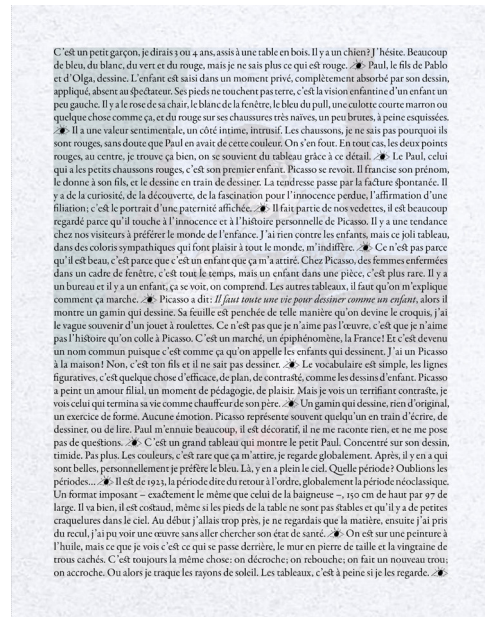 C'est un petit garçon, je dirais 3 ou 4 ans, assis à une table en bois. Il y a un chien? J'hésite. Beaucoup
de bleu, du blanc, du vert et du rouge, mais je ne sais plus ce qui est rouge. Paul, le fils de Pablo
et d'Olga, dessine. L'enfant est saisi dans un moment privé, complètement absorbé par son dessin,
appliqué, absent au spectateur. Ses pieds ne touchent pas terre, c'est la vision enfantine d'un enfant un
peu gauche. Il y a le rose de sa chair, le blanc de la fenêtre, le bleu du pull, une culotte courte marron ou
quelque chose comme ça, et du rouge sur ses chaussures très naïves, un peu brutes, à peine esquissées.
Il a une valeur sentimentale, un côté intime, intrusif. Les chaussons, je ne sais pas pourquoi ils
sont rouges, sans doute que Paul en avait de cette couleur. On s'en fout. En tout cas, les deux points
rouges, au centre, je trouve ça bien, on se souvient du tableau grâce à ce détail. Le Paul, celui
qui a les petits chaussons rouges, c'est son premier enfant. Picasso se revoit. Il francise son prénom,
le donne à son fils, et le dessine en train de dessiner. La tendresse passe par la facture spontanée. Il
y a de la curiosité, de la découverte, de la fascination pour l'innocence perdue, l'affirmation d'une
filiation; c'est le portrait d'une paternité affichée. Il fait partie de nos vedettes, il est beaucoup
regardé parce qu'il touche à l'innocence et à l'histoire personnelle de Picasso. Il y a une tendance
chez nos visiteurs à préférer le monde de l'enfance. J'ai rien contre les enfants, mais ce joli tableau,
dans des coloris sympathiques qui font plaisir à tout le monde, m'indiffère. Ce n'est pas parce
qu'il est beau, c'est parce que c'est un enfant que ça m'a attiré. Chez Picasso, des femmes enfermées
dans un cadre de fenêtre, c'est tout le temps, mais un enfant dans une pièce, c'est plus rare. Il y a
un bureau et il y a un enfant, ça se voit, on comprend. Les autres tableaux, il faut qu'on m'explique
comment ça marche. Picasso a dit: Il faut toute une vie pour dessiner comme un enfant, alors il
montre un gamin qui dessine. Sa feuille est penchée de telle manière qu'on devine le croquis, j'ai
le vague souvenir d'un jouet à roulettes. Ce n'est pas que je n'aime pas l'œuvre, c'est que je n'aime
pas l'histoire qu'on colle à Picasso. C'est un marché, un épiphénomène, la France! Et c'est devenu
un nom commun puisque c'est comme ça qu'on appelle les enfants qui dessinent. J'ai un Picasso
à la maison! Non, c'est ton fils et il ne sait pas dessiner. Le vocabulaire est simple, les lignes
figuratives, c'est quelque chose d'efficace, de plan, de contrasté, comme les dessins d'enfant. Picasso
a peint un amour filial, un moment de pédagogie, de plaisir. Mais je vois un terrifiant contraste, je
vois celui qui termina sa vie comme chauffeur de son père. Un gamin qui dessine, rien d'original,
un exercice de forme. Aucune émotion. Picasso représente souvent quelqu'un en train d'écrire, de
dessiner, ou de lire. Paul m'ennuie beaucoup, il est décoratif, il ne me raconte rien, et ne me pose
pas de questions. C'est un grand tableau qui montre le petit Paul. Concentré sur son dessin,
timide. Pas plus. Les couleurs, c'est rare que ça m'attire, je regarde globalement. Après, il y en a qui
sont belles, personnellement je préfère le bleu. Là, y en a plein le ciel. Quelle période? Oublions les
périodes... Il est de 1923, la période dite du retour à l'ordre, globalement la période néoclassique.
Un format imposant – exactement le même que celui de la baigneuse –, 130 cm de haut par 97 de
large. Il va bien, il est costaud, même si les pieds de la table ne sont pas stables et qu'il y a de petites
craquelures dans le ciel. Au début j'allais trop près, je ne regardais que la matière, ensuite j'ai pris
du recul, j'ai pu voir une œuvre sans aller chercher son état de santé. On est sur une peinture à
l'huile, mais ce que je vois c'est ce qui se passe derrière, le mur en pierre de taille et la vingtaine de
trous cachés. C'est toujours la même chose: on décroche; on rebouche; on fait un nouveau trou;
on accroche. Ou alors je traque les rayons de soleil. Les tableaux, c'est à peine si je les regarde.